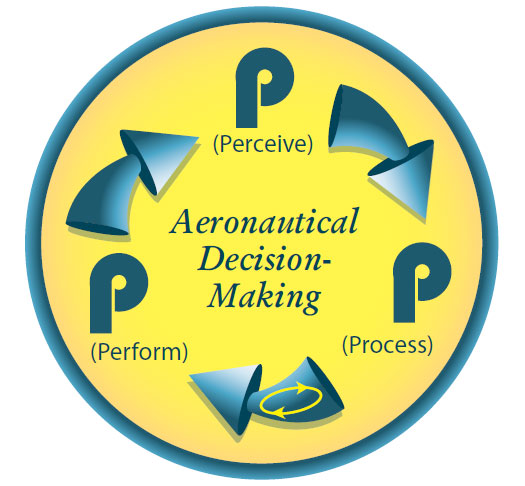 P
(Perceive)
Aeronautical
Decision-
Making
P
(Process)
P
(Perform)